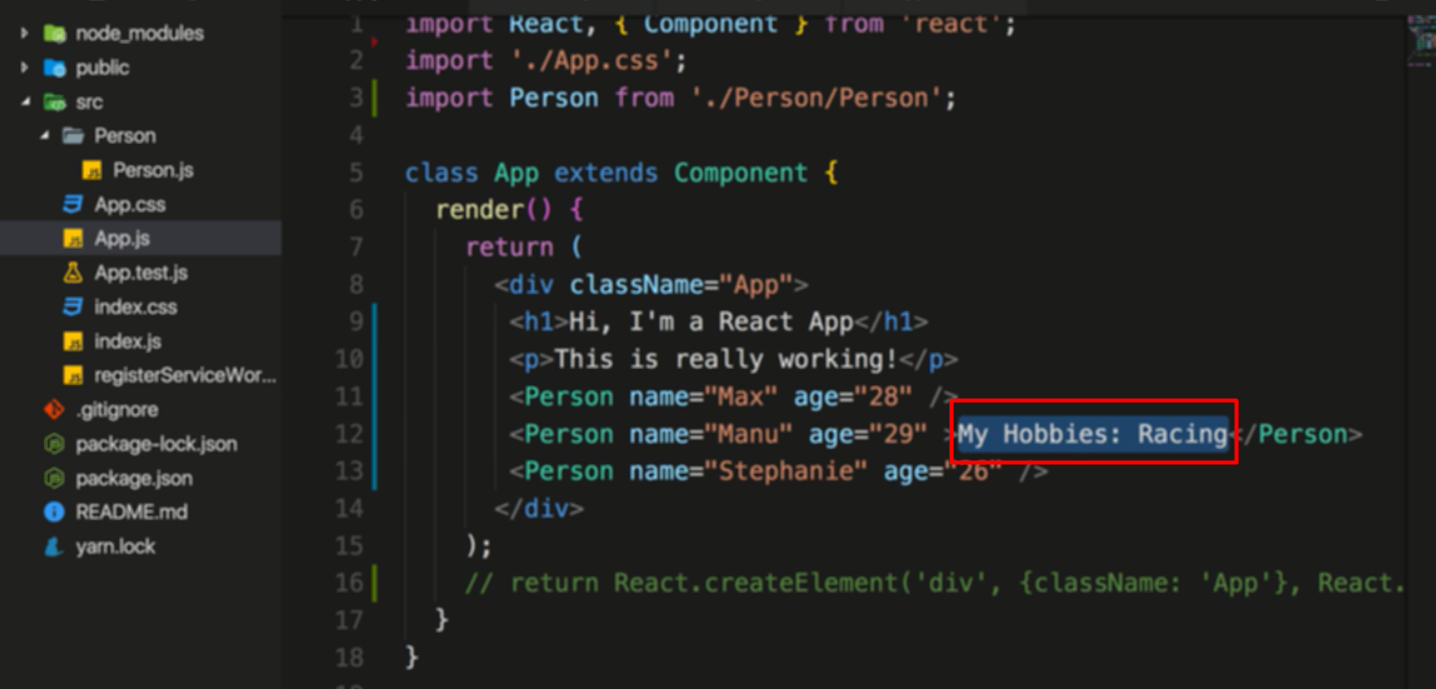 node_modules
public
src
Person
Person.js
App.css
App.js
App.test.js
index.css
index.js
registerServiceWor...
.gitignore
package-lock.json
package.json
README.md
yarn.lock
1 import React, { Component } from 'react';
2 import './App.css';
3 import Person from './Person/Person';
4
5 class App extends Component {
6 render() {
7 return (
8 <div className="App">
9 <h1>Hi, I'm a React App</h1>
10 <p>This is really working!</p>
11 <Person name="Max" age="28" />
12 <Person name="Manu" age="29" >My Hobbies: Racing</Person>
13 <Person name="Stephanie" age="26" />
14 </div>
15 );
16 // return React.createElement('div', {className: 'App'}, React.
17 }
18 }